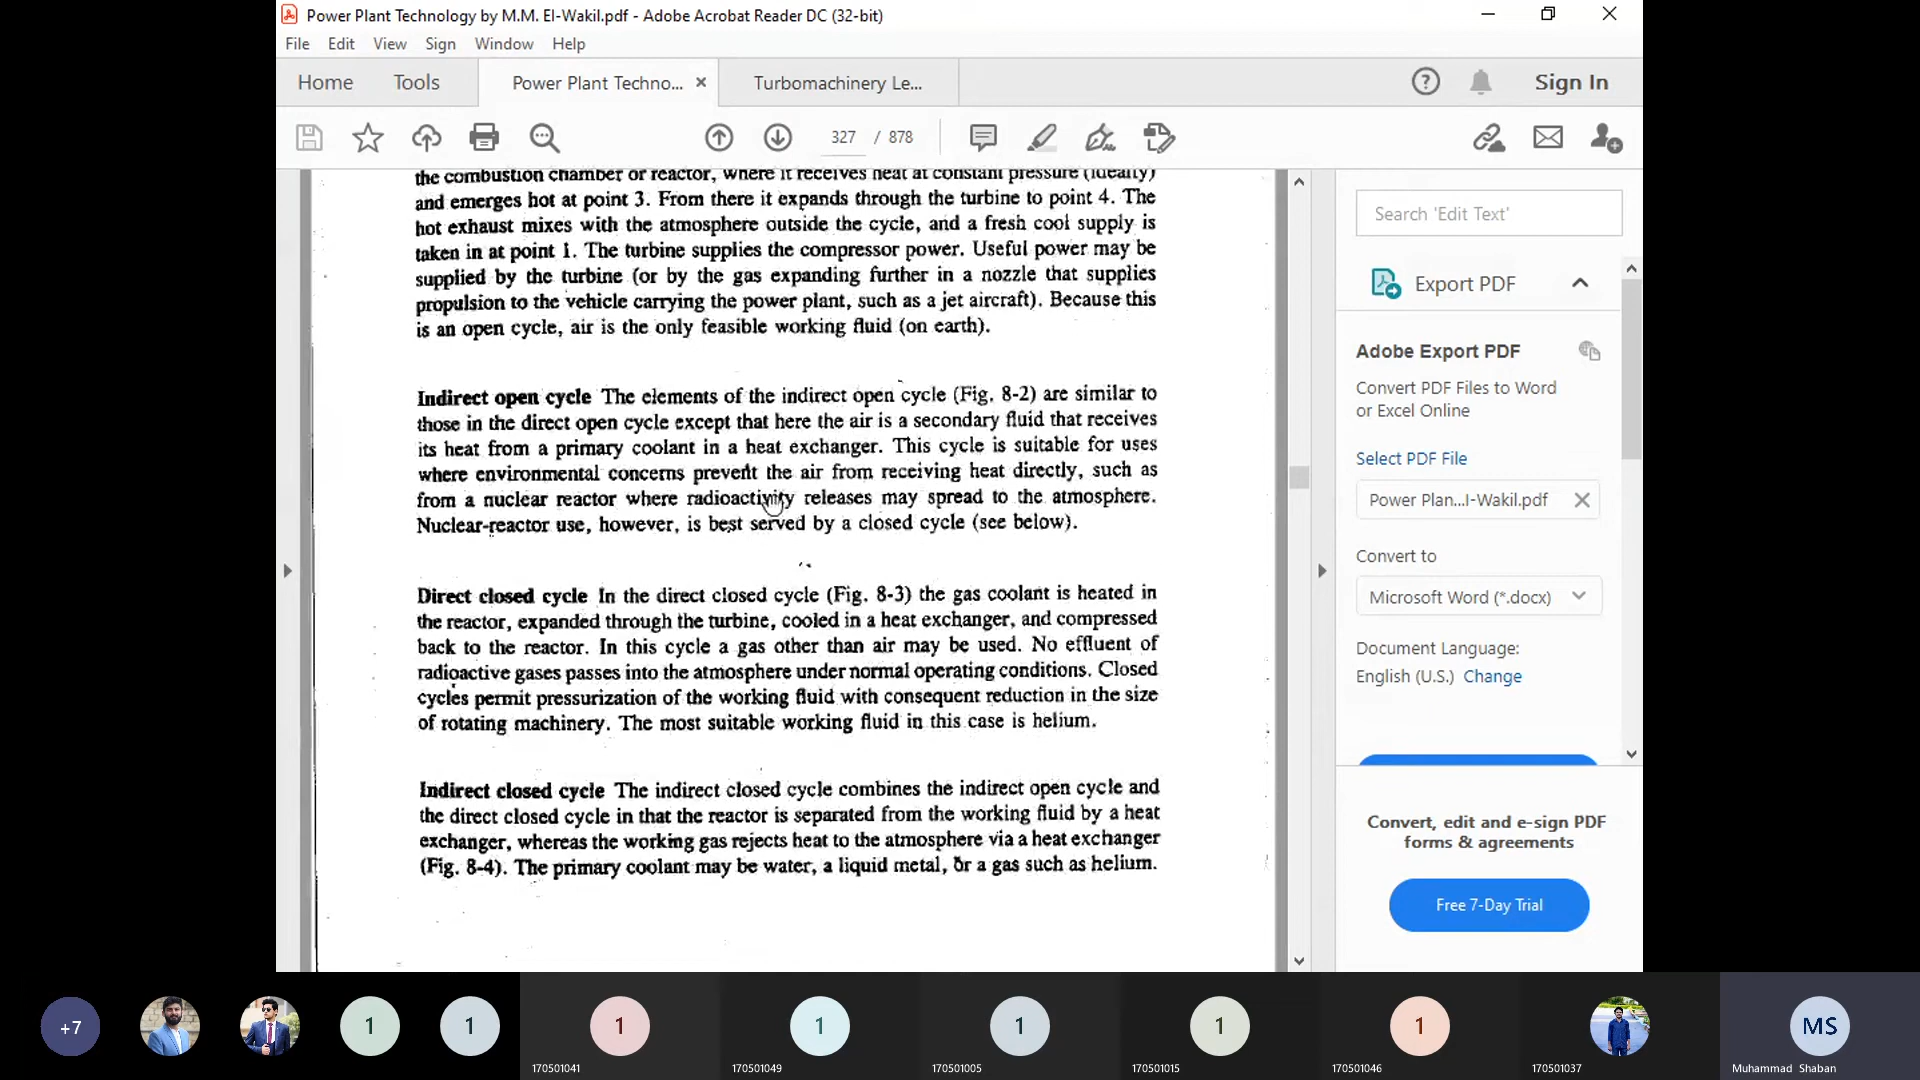 Power Plant Technology by M.M. El-Wakil.pdf - Adobe Acrobat Reader DC (32-bit)
File Edit View Sign Window Help
Home Tools Power Plant Techno... × Turbomachinery Le... Sign In
327 / 878
the combustion chamber or reactor, where it receives heat at constant pressure (ideally)
and emerges hot at point 3. From there it expands through the turbine to point 4. The
hot exhaust mixes with the atmosphere outside the cycle, and a fresh cool supply is
taken in at point 1. The turbine supplies the compressor power. Useful power may be
supplied by the turbine (or by the gas expanding further in a nozzle that supplies
propulsion to the vehicle carrying the power plant, such as a jet aircraft). Because this
is an open cycle, air is the only feasible working fluid (on earth).
Indirect open cycle The elements of the indirect open cycle (Fig. 8-2) are similar to
those in the direct open cycle except that here the air is a secondary fluid that receives
its heat from a primary coolant in a heat exchanger. This cycle is suitable for uses
where environmental concerns prevent the air from receiving heat directly, such as
from a nuclear reactor where radioactivity releases may spread to the atmosphere.
Nuclear-reactor use, however, is best served by a closed cycle (see below).
Direct closed cycle In the direct closed cycle (Fig. 8-3) the gas coolant is heated in
the reactor, expanded through the turbine, cooled in a heat exchanger, and compressed
back to the reactor. In this cycle a gas other than air may be used. No effluent of
radioactive gases passes into the atmosphere under normal operating conditions. Closed
cycles permit pressurization of the working fluid with consequent reduction in the size
of rotating machinery. The most suitable working fluid in this case is helium.
Indirect closed cycle The indirect closed cycle combines the indirect open cycle and
the direct closed cycle in that the reactor is separated from the working fluid by a heat
exchanger, whereas the working gas rejects heat to the atmosphere via a heat exchanger
(Fig. 8-4). The primary coolant may be water, a liquid metal, or a gas such as helium.
Search 'Edit Text'
Export PDF
Adobe Export PDF
Convert PDF Files to Word
or Excel Online
Select PDF File
Power Plan...l-Wakil.pdf
Convert to
Microsoft Word (*.docx)
Document Language:
English (U.S.) Change
Convert, edit and e-sign PDF
forms & agreements
Free 7-Day Trial
+7 1 1 1 1 1 1 1 MS
170501041 170501049 170501005 170501015 170501046 170501037 Muhammad Shaban